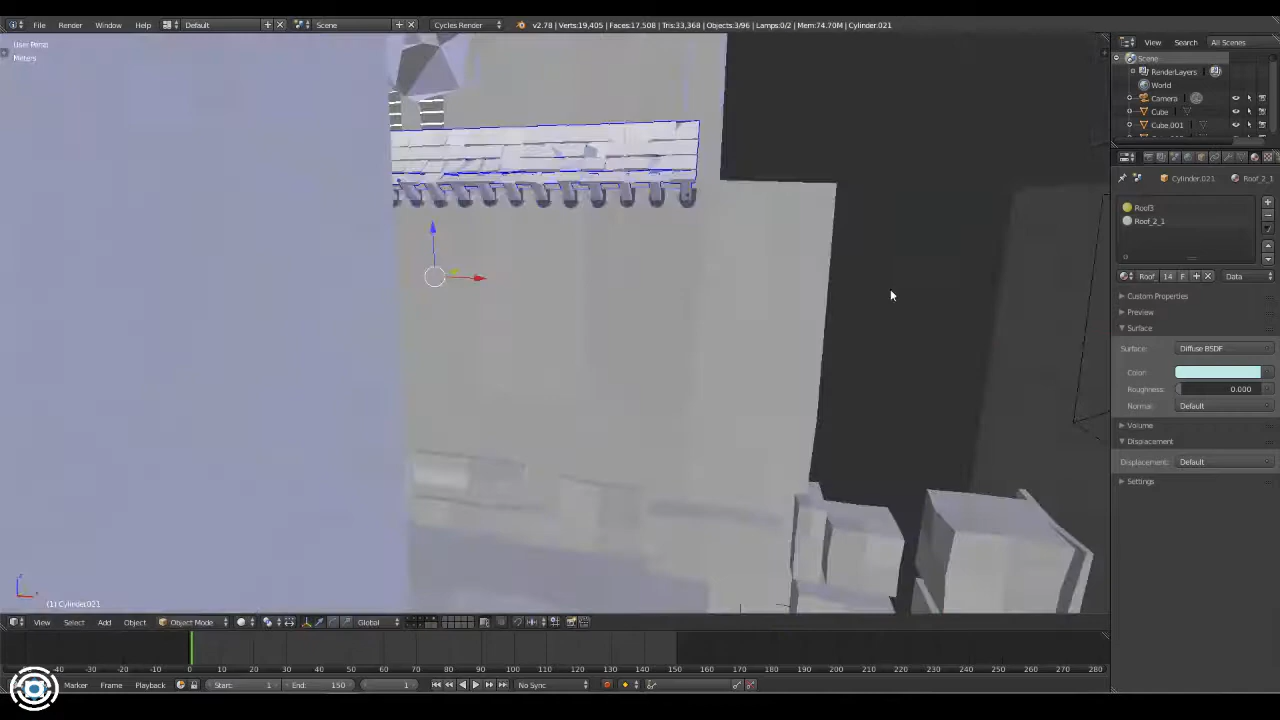 File Render Window Help Default Scene Cycles Render v2.78 | Verts:19,405 | Faces:17,508 | Tris:33,368 | Objects:3/96 | Lamps:0/2 | Mem:74.70M | Cylinder.021
User Persp
Meters
View Search All Scenes
Scene
RenderLayers
World
Camera
Cube
Cube.001
Cylinder.021 Roof_2_1
Roof3
Roof_2_1
Roof 14 F Data
Custom Properties
Preview
Surface
Surface: Diffuse BSDF
Color:
Roughness: 0.000
Normal: Default
Volume
Displacement
Displacement: Default
Settings
(1) Cylinder.021
View Select Add Object Object Mode Global
-40 -30 -20 -10 0 10 20 30 40 50 60 70 80 90 100 110 120 130 140 150 160 170 180 190 200 210 220 230 240 250 260 270 280
Marker Frame Playback Start: 1 End: 150 1 No Sync